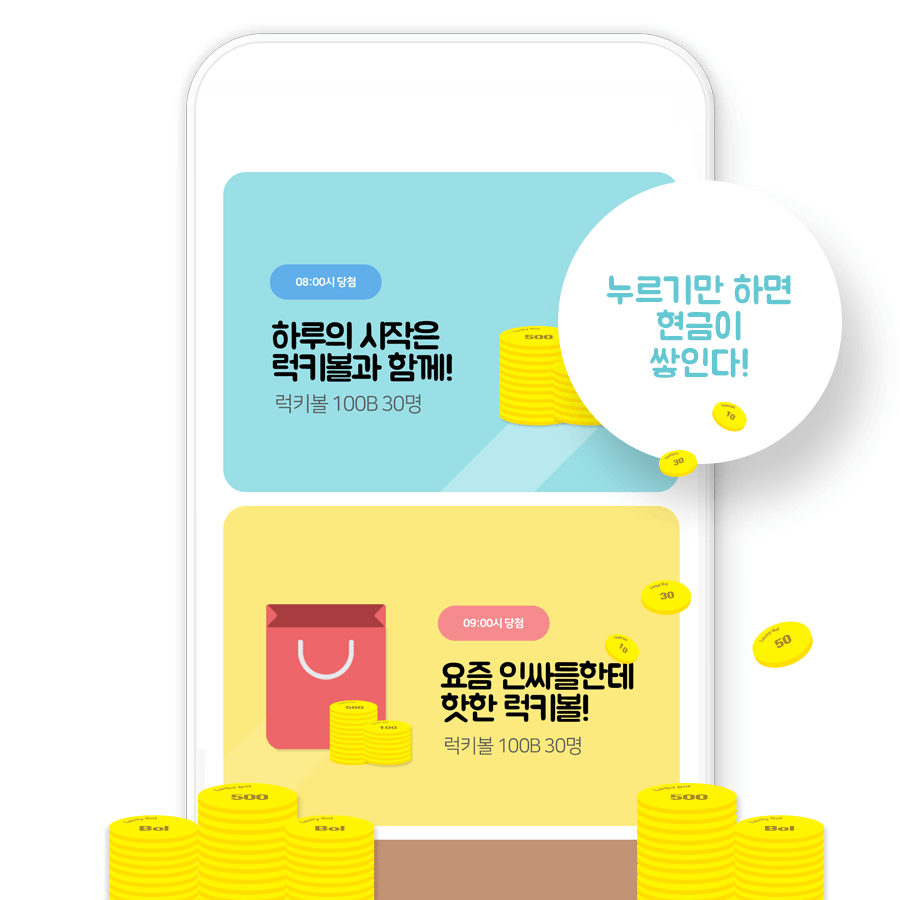 08:00시 당첨
하루의 시작은
럭키볼과 함께!
럭키볼 100B 30명
500
누르기만 하면
현금이
쌓인다!
10
30
09:00시 당첨
요즘 인싸들한테
핫한 럭키볼!
럭키볼 100B 30명
500
100
30
10
Lucky Bol
50
500
Bol
Bol
500
Bol